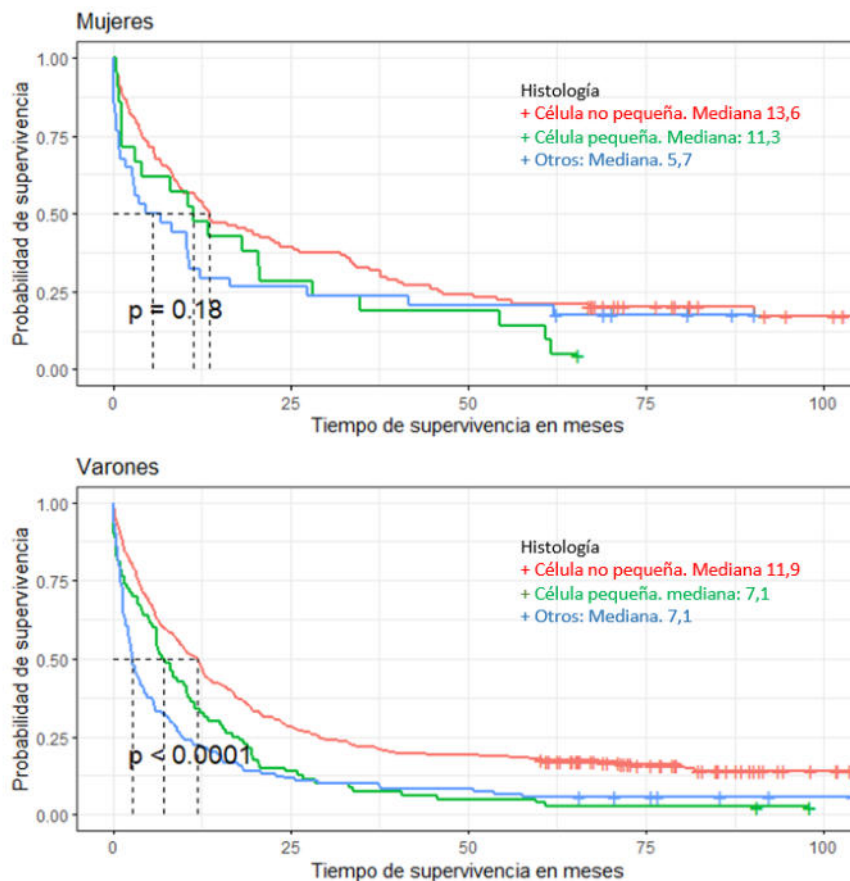 Mujeres
1.00
0.75
0.50
0.25
0.00
Probabilidad de supervivencia
Histología
+ Célula no pequeña. Mediana 13,6
+ Célula pequeña. Mediana: 11,3
+ Otros: Mediana. 5,7
p = 0.18
0 25 50 75 100
Tiempo de supervivencia en meses
Varones
1.00
0.75
0.50
0.25
0.00
Probabilidad de supervivencia
Histología
+ Célula no pequeña. Mediana 11,9
+ Célula pequeña. mediana: 7,1
+ Otros: Mediana. 7,1
p < 0.0001
0 25 50 75 100
Tiempo de supervivencia en meses